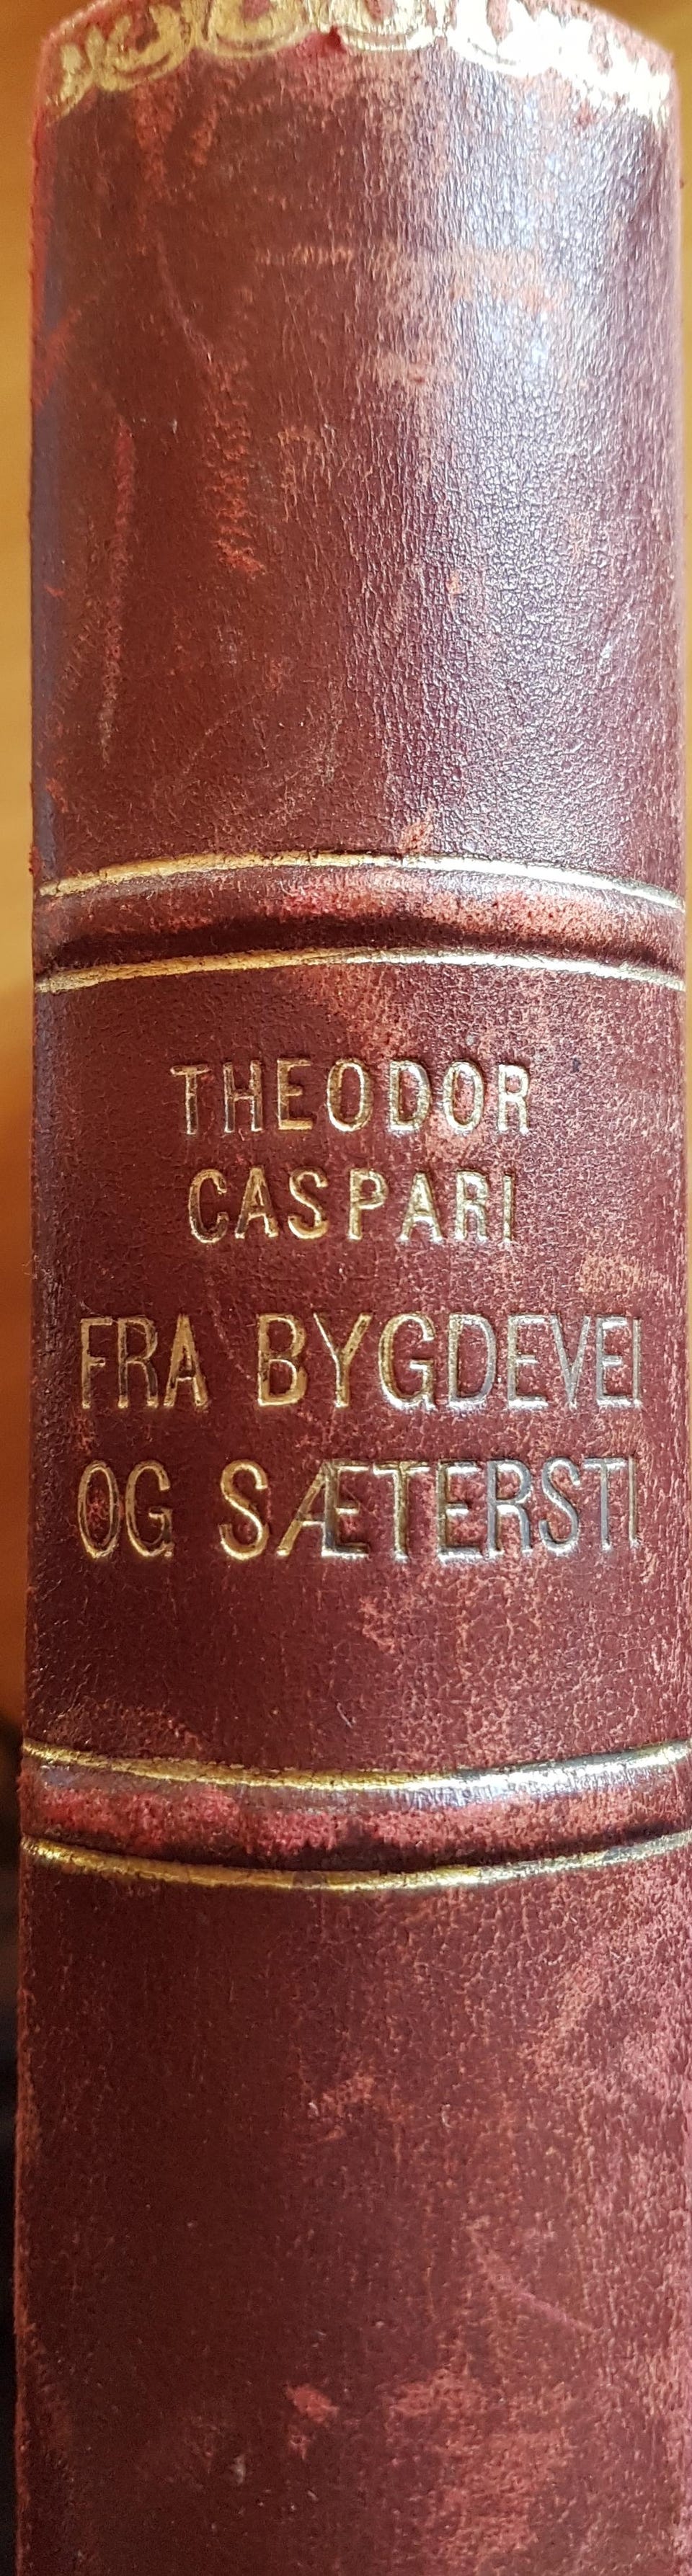 THEODOR
CASPARI
FRA BYGDEVEI
OG SÆTERSTI